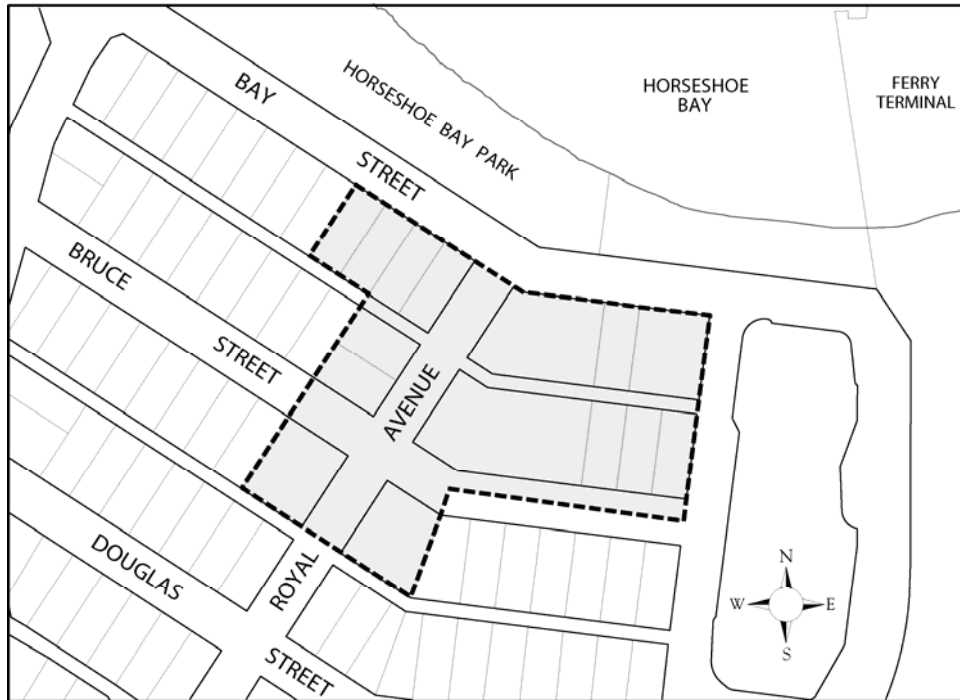 BAY
STREET
HORSESHOE BAY PARK
HORSESHOE
BAY
FERRY
TERMINAL
BRUCE
STREET
AVENUE
ROYAL
DOUGLAS
STREET
N
W
E
S